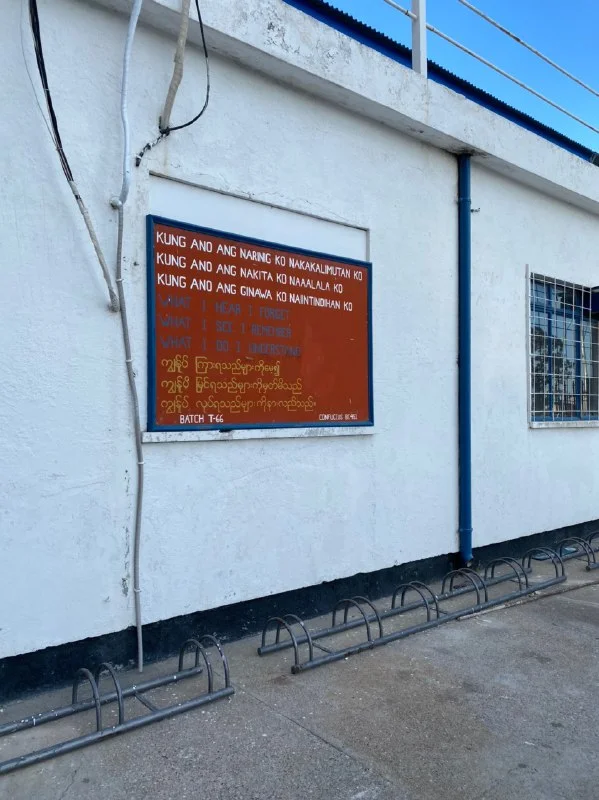 KUNG ANO ANG NARINIG KO NAKAKALIMUTAN KO
KUNG ANO ANG NAKITA KO NAAALALA KO
KUNG ANO ANG GINAWA KO NAIINTINDIHAN KO
WHAT I HEAR I FORGET
WHAT I SEE I REMEMBER
WHAT I DO I UNDERSTAND
ကျွန်ုပ် ကြားရသည်များကိုမေ့၍
ကျွန်ုပ် မြင်ရသည်များကိုမှတ်မိသည်
ကျွန်ုပ် လုပ်ရသည်များကိုနားလည်သည်။
BATCH T-66
CONFUCIUS